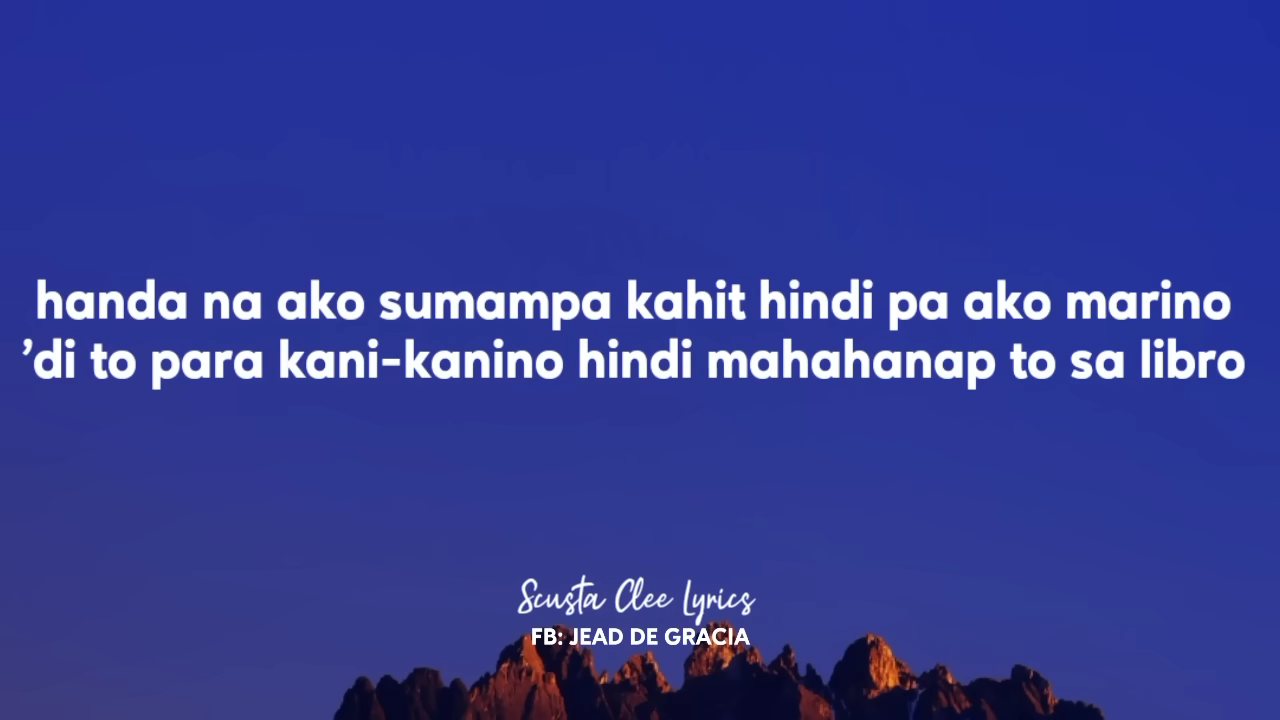 handa na ako sumampa kahit hindi pa ako marino
’di to para kani-kanino hindi mahahanap to sa libro
Scusta Clee Lyrics
FB: JEAD DE GRACIA